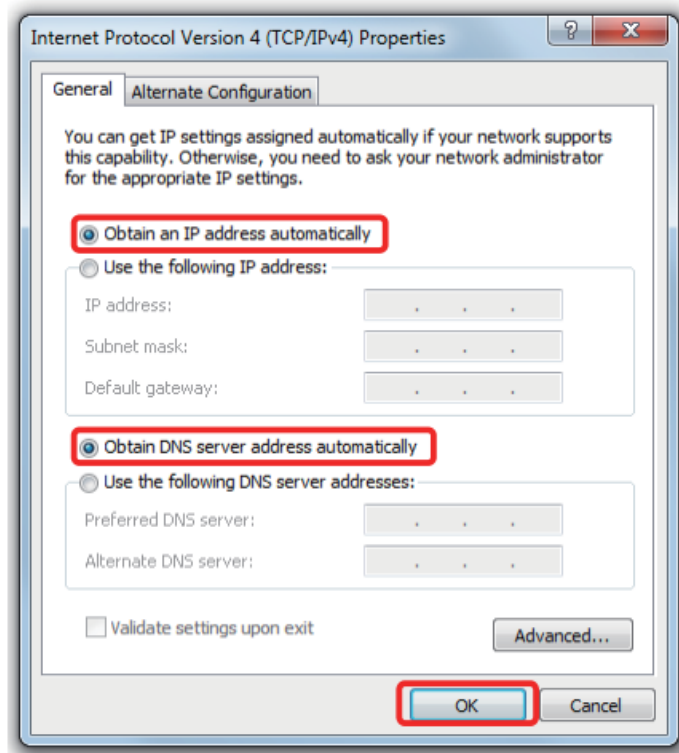 Internet Protocol Version 4 (TCP/IPv4) Properties
? X
General Alternate Configuration
You can get IP settings assigned automatically if your network supports
this capability. Otherwise, you need to ask your network administrator
for the appropriate IP settings.
Obtain an IP address automatically
Use the following IP address:
IP address: . . .
Subnet mask: . . .
Default gateway: . . .
Obtain DNS server address automatically
Use the following DNS server addresses:
Preferred DNS server: . . .
Alternate DNS server: . . .
Validate settings upon exit
Advanced...
OK Cancel